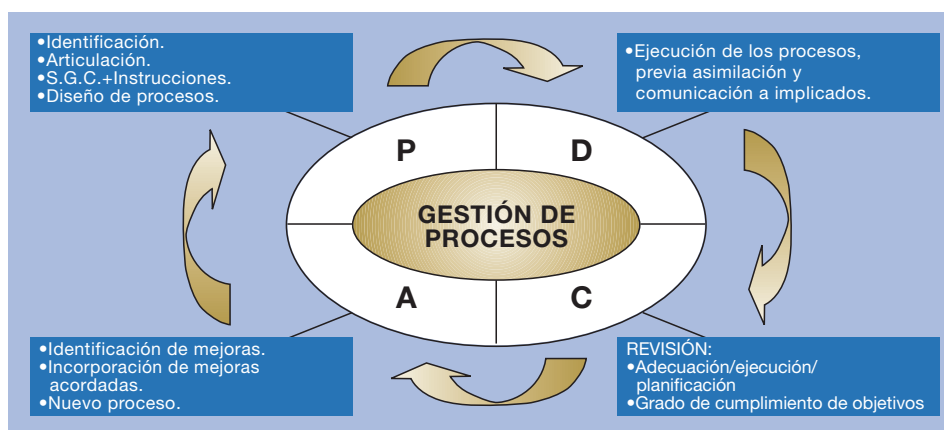 •Identificación.
•Articulación.
•S.G.C.+Instrucciones.
•Diseño de procesos.
•Ejecución de los procesos,
previa asimilación y
comunicación a implicados.
P
D
GESTIÓN DE
PROCESOS
A
C
•Identificación de mejoras.
•Incorporación de mejoras
acordadas.
•Nuevo proceso.
REVISIÓN:
•Adecuación/ejecución/
planificación
•Grado de cumplimiento de objetivos